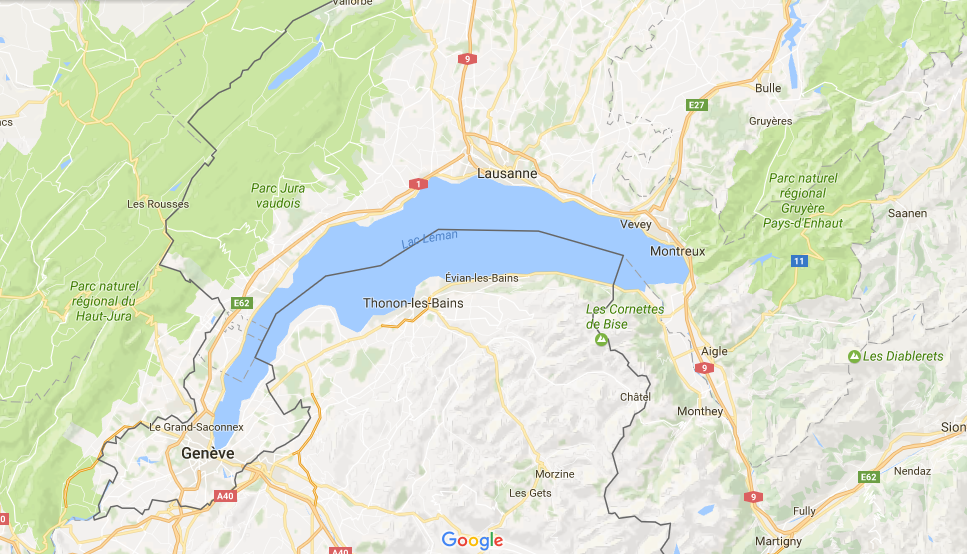 Vallorbe
9
Bulle
E27
Gruyères
acs
Lausanne
1
Parc Jura
vaudois
Parc naturel
régional
Gruyère
Pays-d'Enhaut
Les Rousses
Saanen
Vevey
Lac Léman
Montreux
11
Évian-les-Bains
Parc naturel
régional du
Haut-Jura
E62
Thonon-les-Bains
Les Cornettes
de Bise
Aigle
Les Diablerets
9
Châtel
Monthey
Le Grand-Saconnex
Sion
Genève
Nendaz
Morzine
E62
A40
Les Gets
9
Fully
0
Google
Martigny
A40